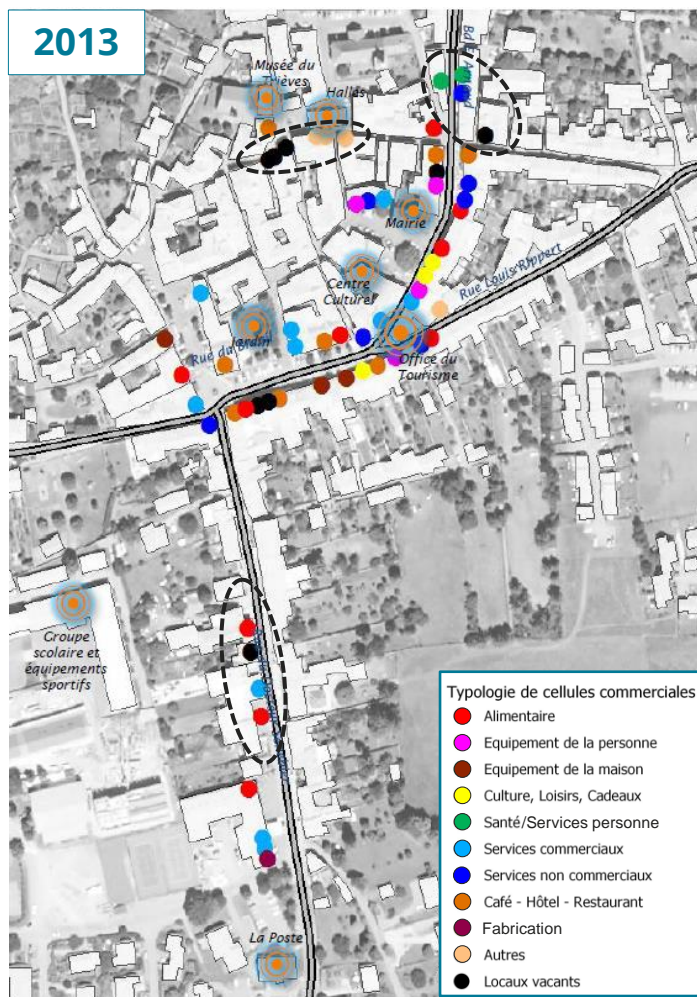 2013
Musée du
Trièves
Halles
Mairie
Centre
Culturel
Rue Louis Rippert
Rue du Bréda
Jardin
Office du
Tourisme
Groupe
scolaire et
équipements
sportifs
La Poste
Typologie de cellules commerciales
Alimentaire
Equipement de la personne
Equipement de la maison
Culture, Loisirs, Cadeaux
Santé/Services personne
Services commerciaux
Services non commerciaux
Café - Hôtel - Restaurant
Fabrication
Autres
Locaux vacants